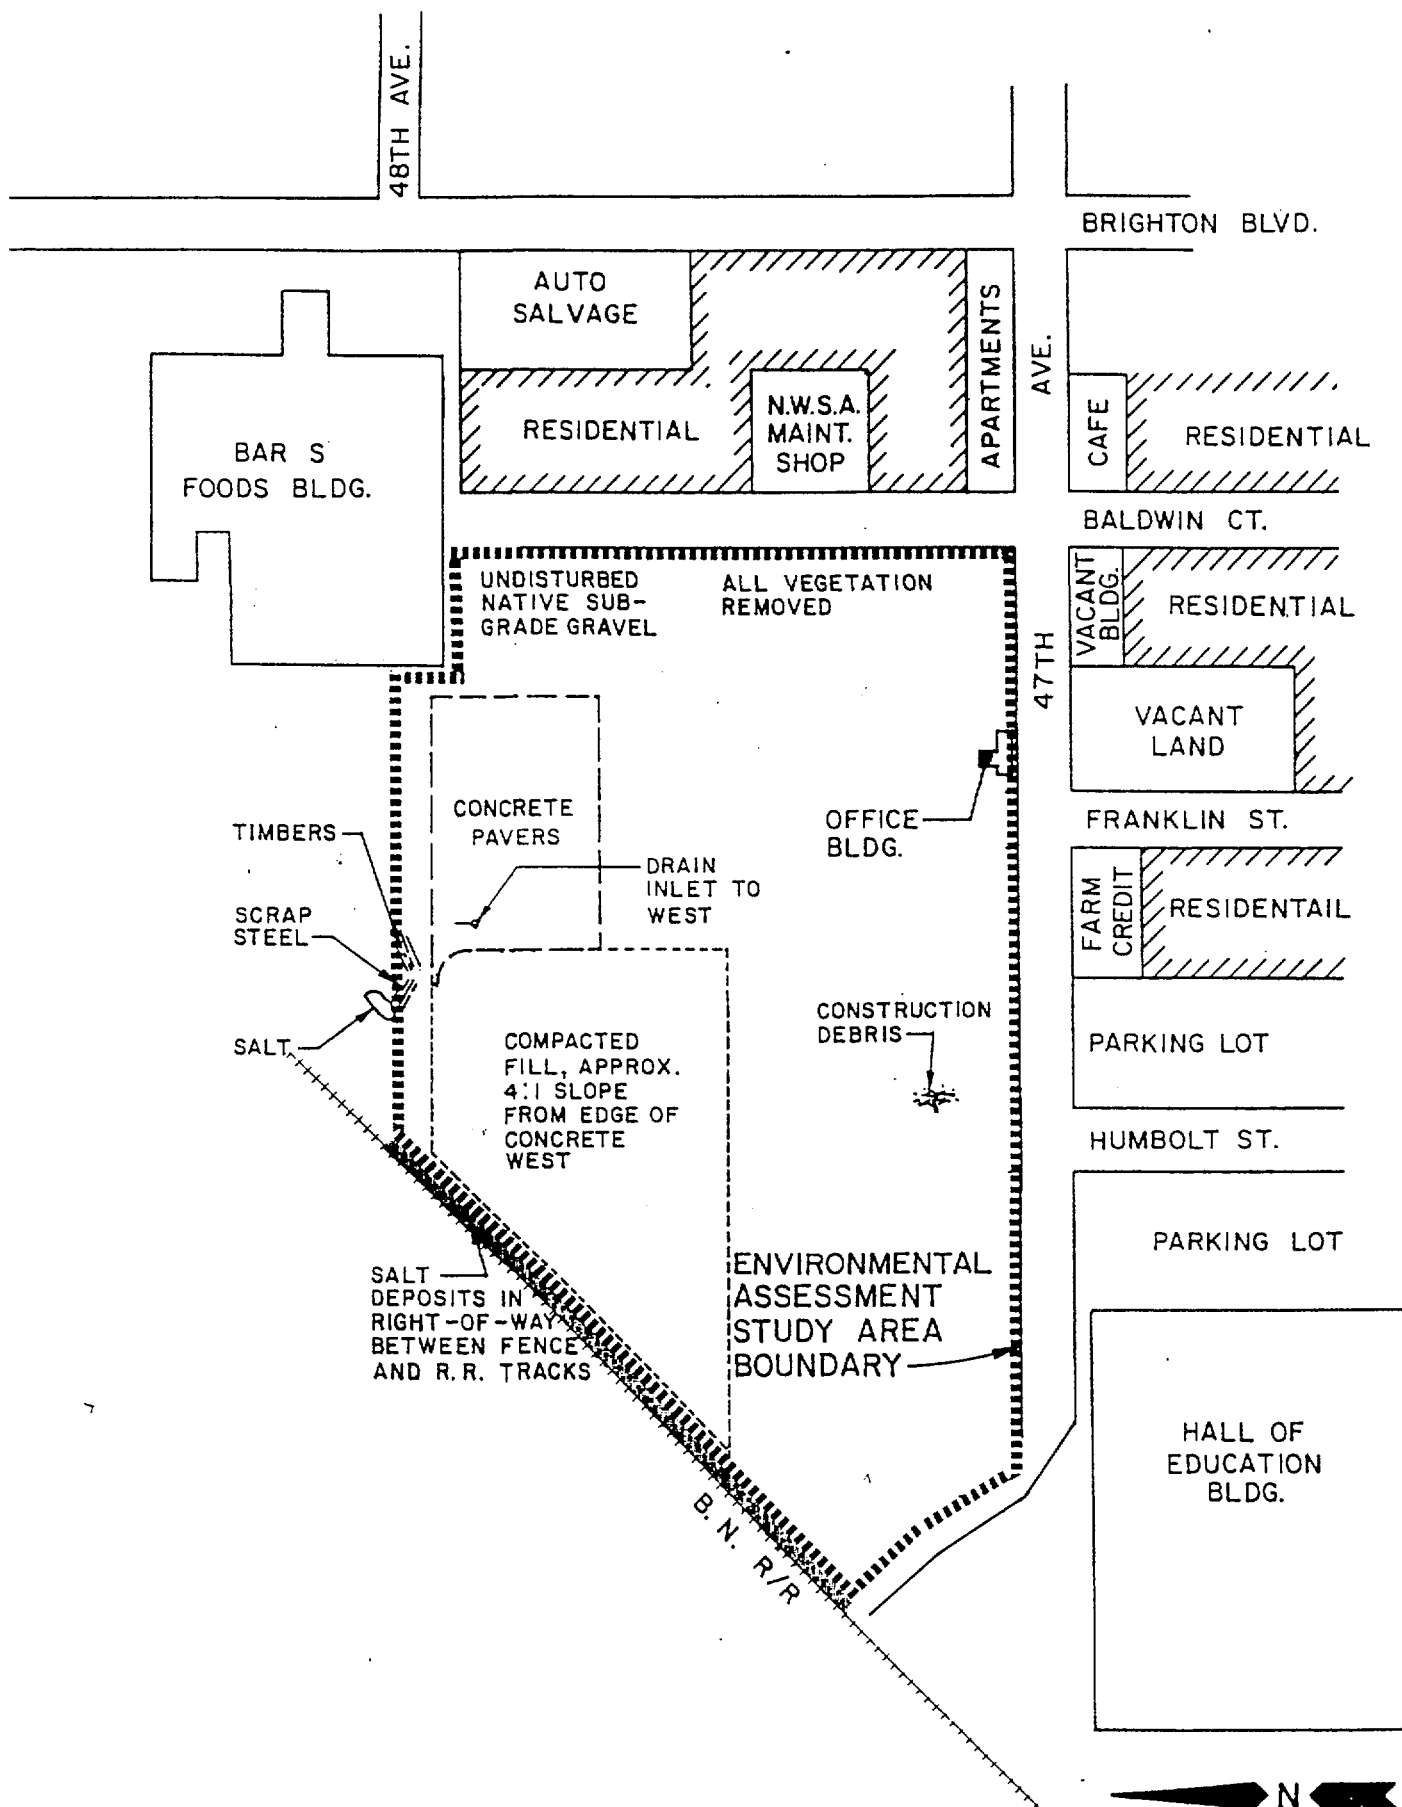 48TH AVE.
BRIGHTON BLVD.
AUTO
SALVAGE
APARTMENTS
AVE.
N.W.S.A.
MAINT.
SHOP
CAFE
RESIDENTIAL
RESIDENTIAL
BAR S
FOODS BLDG.
BALDWIN CT.
UNDISTURBED
NATIVE SUB-
GRADE GRAVEL
ALL VEGETATION
REMOVED
VACANT
BLDG.
RESIDENTIAL
47TH
VACANT
LAND
CONCRETE
PAVERS
TIMBERS
OFFICE
BLDG.
FRANKLIN ST.
DRAIN
INLET TO
WEST
SCRAP
STEEL
FARM
CREDIT
RESIDENTAIL
SALT
CONSTRUCTION
DEBRIS
PARKING LOT
COMPACTED
FILL, APPROX.
4:1 SLOPE
FROM EDGE OF
CONCRETE
WEST
HUMBOLT ST.
PARKING LOT
SALT
DEPOSITS IN
RIGHT-OF-WAY
BETWEEN FENCE
AND R.R. TRACKS
ENVIRONMENTAL
ASSESSMENT
STUDY AREA
BOUNDARY
HALL OF
EDUCATION
BLDG.
B. N. R/R
N